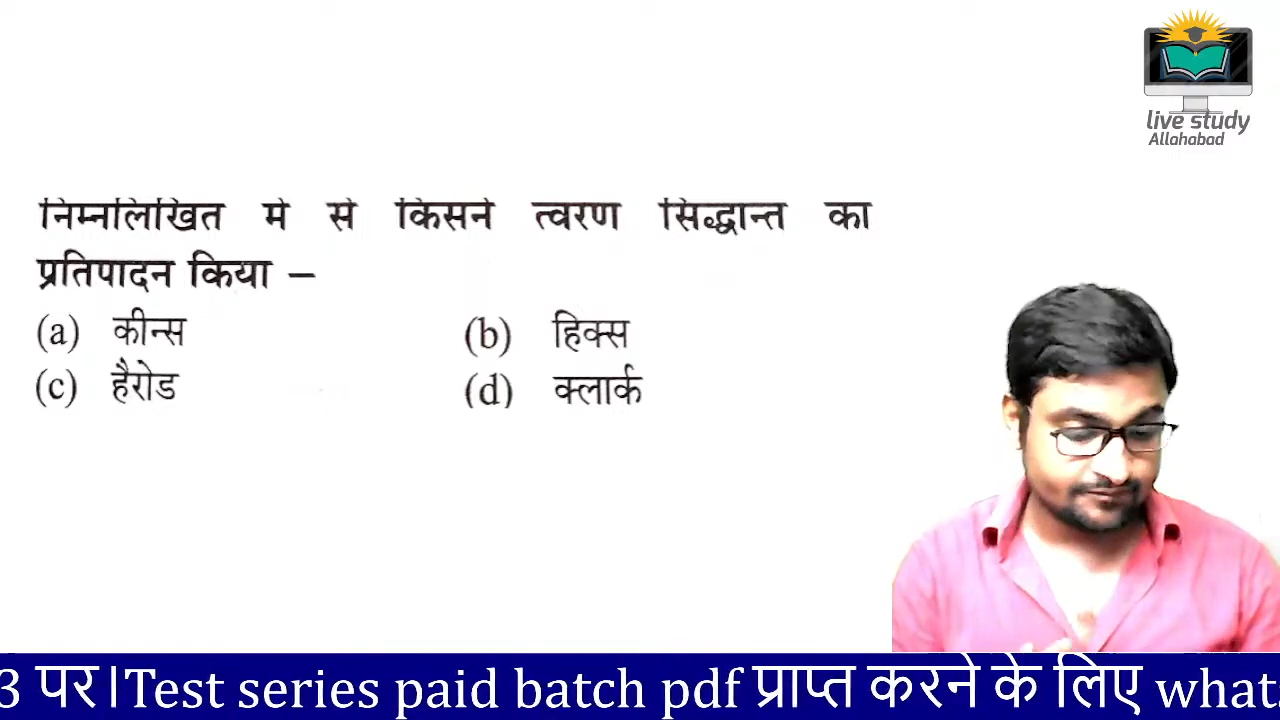 live study
Allahabad
निम्नलिखित में से किसने त्वरण सिद्धान्त का
प्रतिपादन किया –
(a) कीन्स (b) हिक्स
(c) हैरोड (d) क्लार्क
3 पर।Test series paid batch pdf प्राप्त करने के लिए what